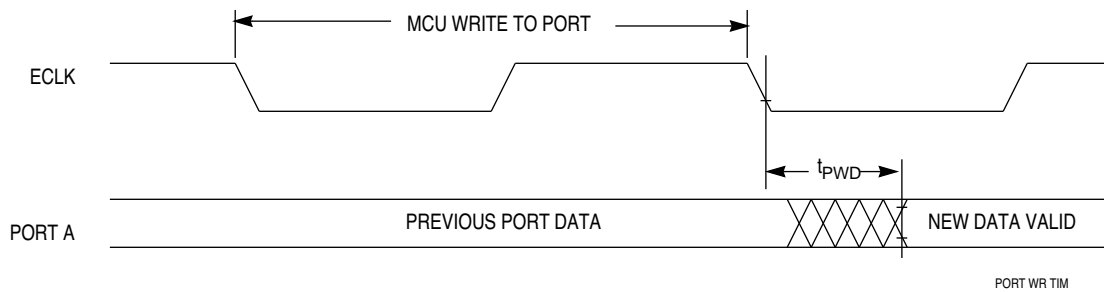 MCU WRITE TO PORT
ECLK
tPWD
PORT A
PREVIOUS PORT DATA
NEW DATA VALID
PORT WR TIM